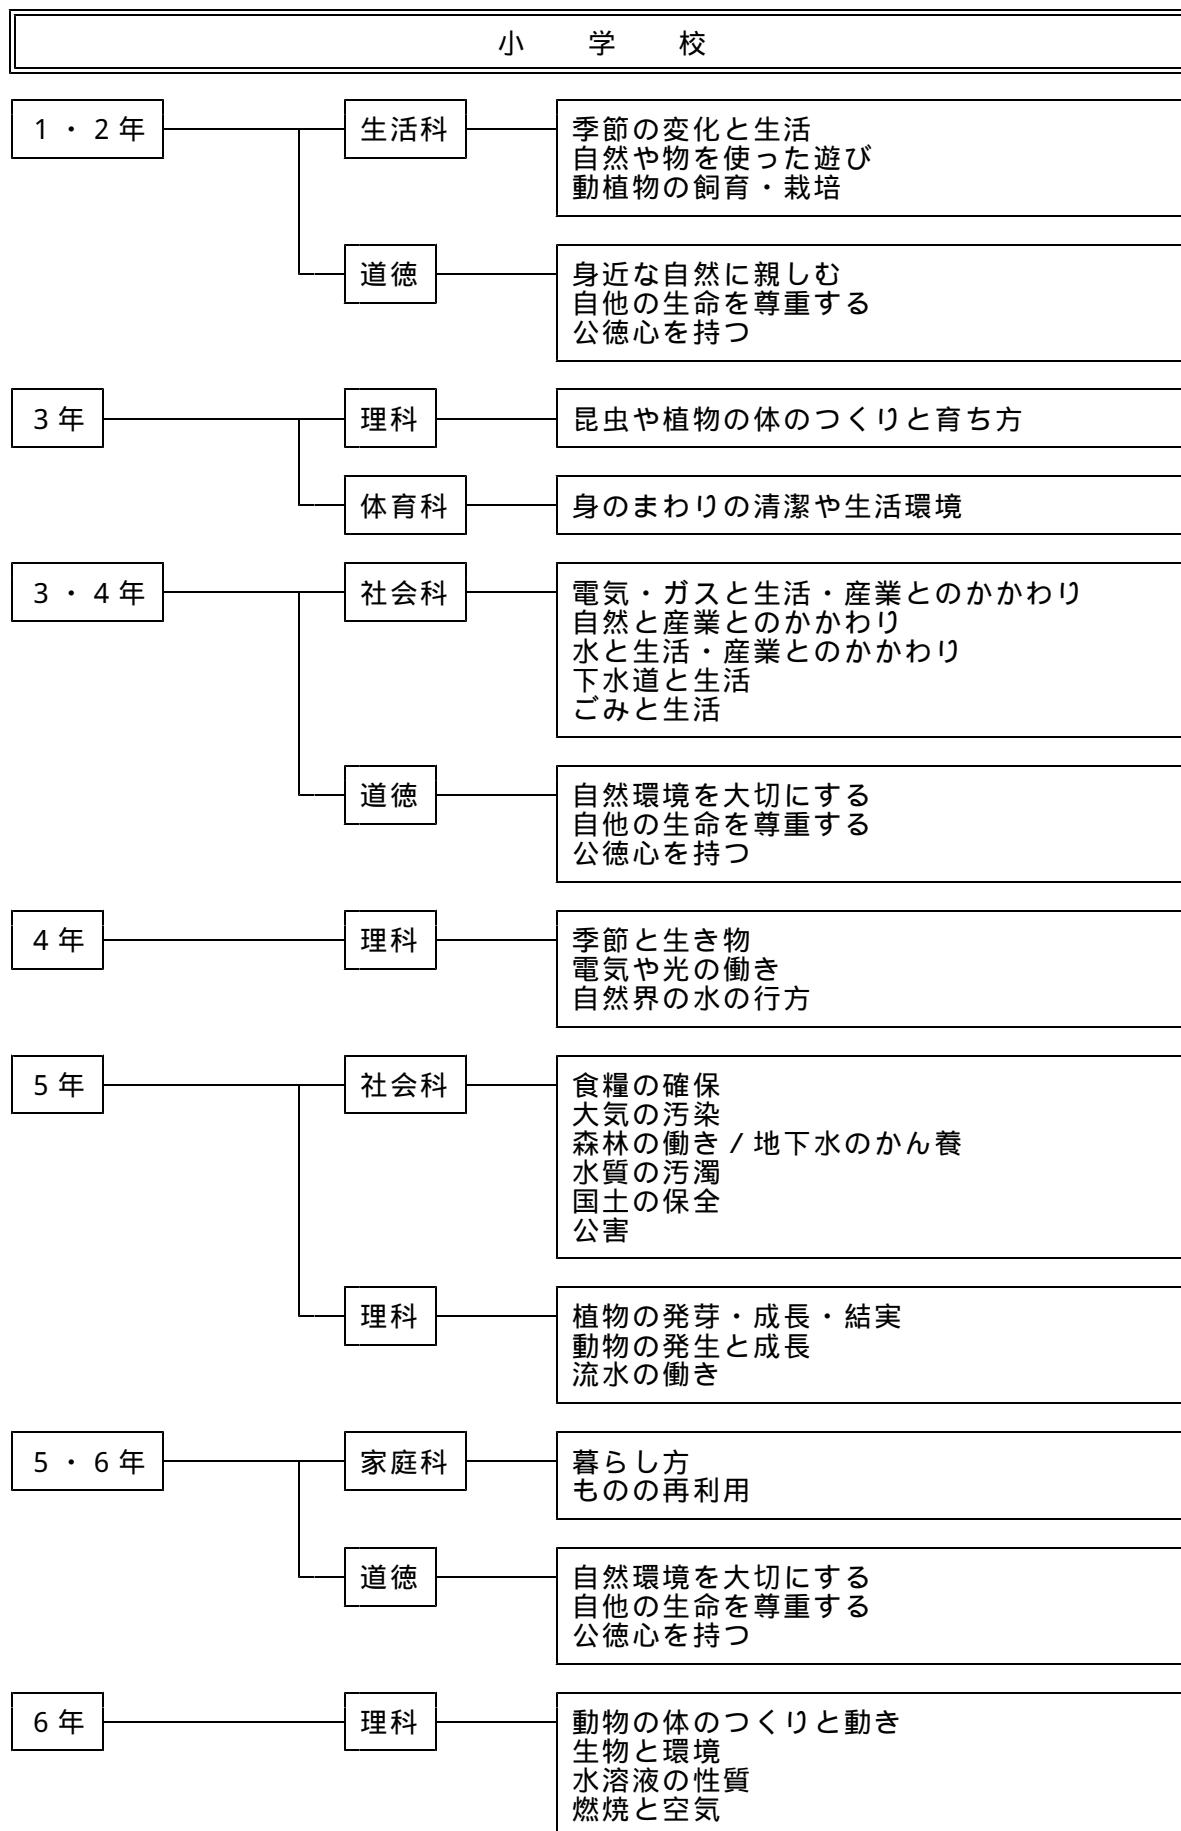 小　学　校
1・2年
生活科
季節の変化と生活
自然や物を使った遊び
動植物の飼育・栽培
道徳
身近な自然に親しむ
自他の生命を尊重する
公徳心を持つ
3年
理科
昆虫や植物の体のつくりと育ち方
体育科
身のまわりの清潔や生活環境
3・4年
社会科
電気・ガスと生活・産業とのかかわり
自然と産業とのかかわり
水と生活・産業とのかかわり
下水道と生活
ごみと生活
道徳
自然環境を大切にする
自他の生命を尊重する
公徳心を持つ
4年
理科
季節と生き物
電気や光の働き
自然界の水の行方
5年
社会科
食糧の確保
大気の汚染
森林の働き/地下水のかん養
水質の汚濁
国土の保全
公害
理科
植物の発芽・成長・結実
動物の発生と成長
流水の働き
5・6年
家庭科
暮らし方
ものの再利用
道徳
自然環境を大切にする
自他の生命を尊重する
公徳心を持つ
6年
理科
動物の体のつくりと動き
生物と環境
水溶液の性質
燃焼と空気